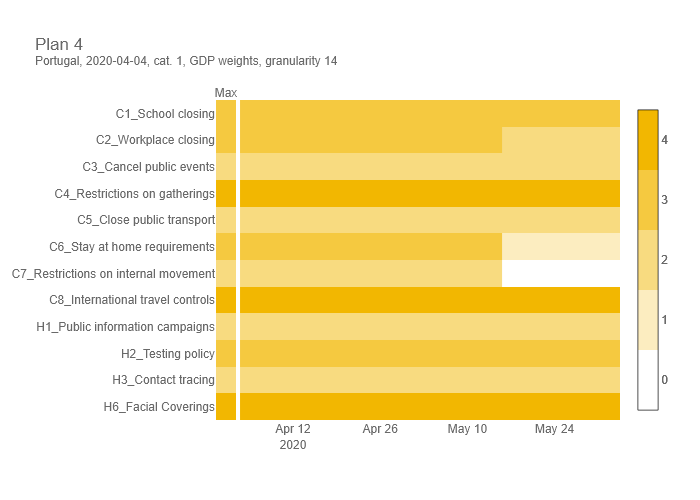 Plan 4
Portugal, 2020-04-04, cat. 1, GDP weights, granularity 14
Max
C1_School closing
C2_Workplace closing
C3_Cancel public events
C4_Restrictions on gatherings
C5_Close public transport
C6_Stay at home requirements
C7_Restrictions on internal movement
C8_International travel controls
H1_Public information campaigns
H2_Testing policy
H3_Contact tracing
H6_Facial Coverings
Apr 12
2020
Apr 26
May 10
May 24
4
3
2
1
0